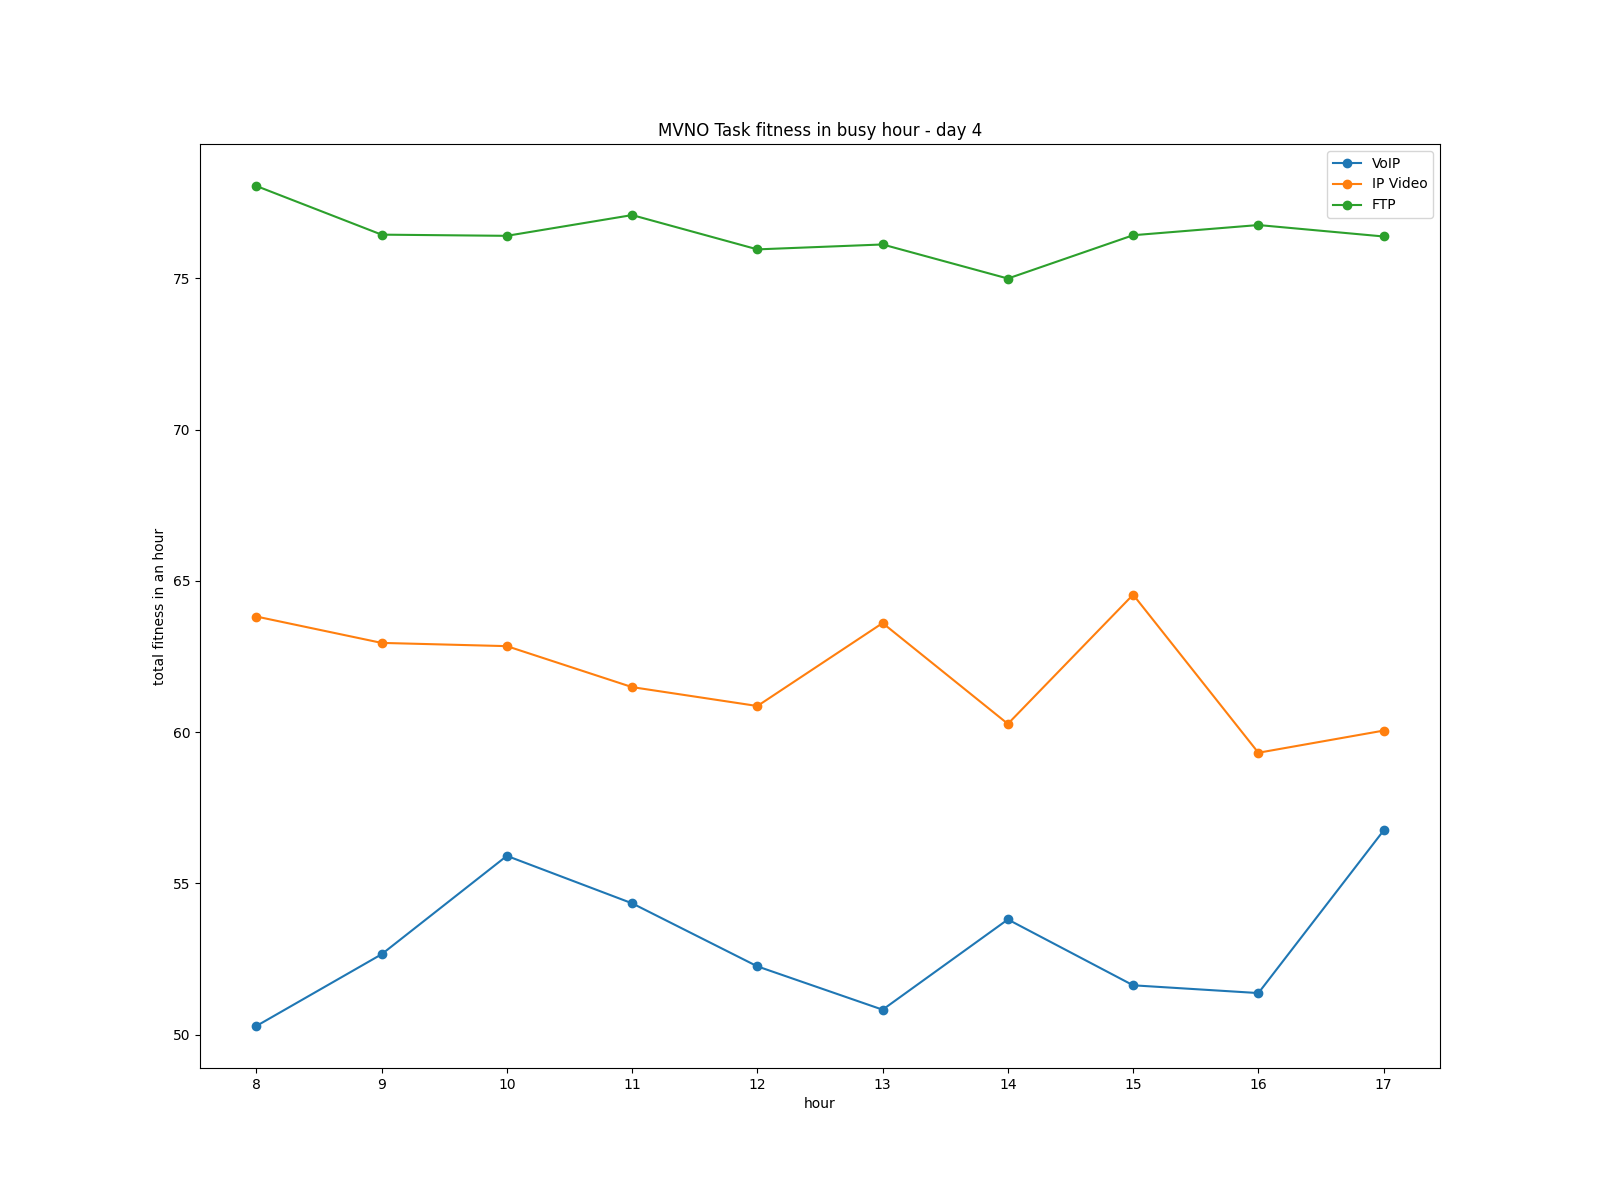 MVNO Task fitness in busy hour - day 4
VoIP
IP Video
FTP
75
70
65
60
55
50
total fitness in an hour
8 9 10 11 12 13 14 15 16 17
hour